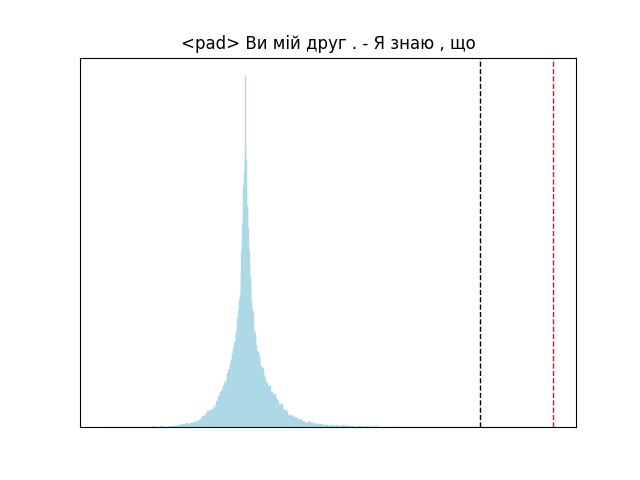 <pad> Ви мій друг . - Я знаю , що